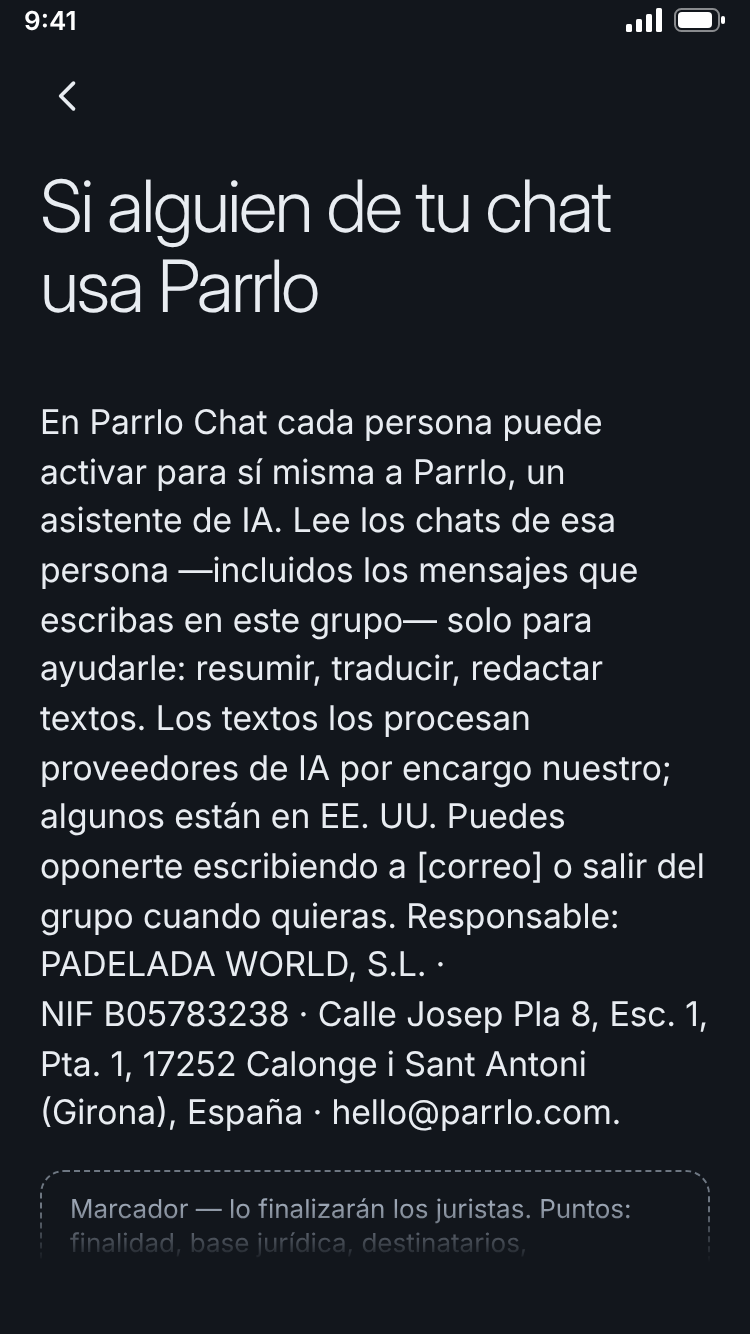 9:41
Si alguien de tu chat
usa Parrlo
En Parrlo Chat cada persona puede
activar para sí misma a Parrlo, un
asistente de IA. Lee los chats de esa
persona —incluidos los mensajes que
escribas en este grupo— solo para
ayudarle: resumir, traducir, redactar
textos. Los textos los procesan
proveedores de IA por encargo nuestro;
algunos están en EE. UU. Puedes
oponerte escribiendo a [correo] o salir del
grupo cuando quieras. Responsable:
PADELADA WORLD, S.L. ·
NIF B05783238 · Calle Josep Pla 8, Esc. 1,
Pta. 1, 17252 Calonge i Sant Antoni
(Girona), España · hello@parrlo.com.
Marcador — lo finalizarán los juristas. Puntos:
finalidad, base jurídica, destinatarios,